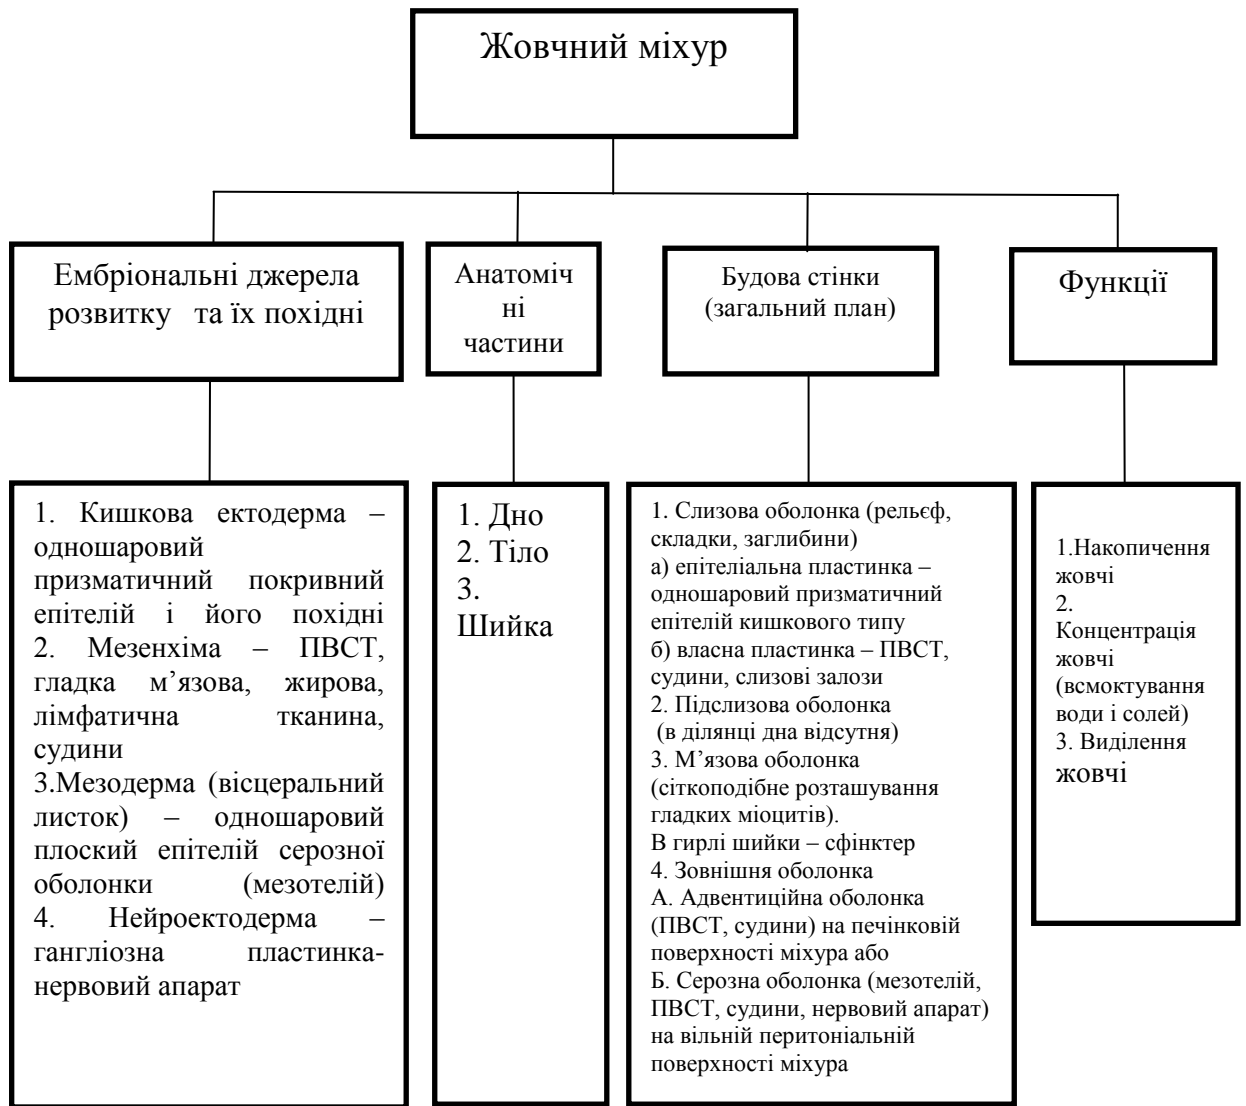 Жовчний міхур
Ембріональні джерела
розвитку та їх похідні
Анатоміч
ні
частини
Будова стінки
(загальний план)
Функції
1. Кишкова ектодерма –
одношаровий
призматичний покривний
епітелій і його похідні
2. Мезенхіма – ПВСТ,
гладка м’язова, жирова,
лімфатична тканина,
судини
3.Мезодерма (вісцеральний
листок) – одношаровий
плоский епітелій серозної
оболонки (мезотелій)
4. Нейроектодерма –
гангліозна пластинка-
нервовий апарат
1. Дно
2. Тіло
3.
Шийка
1. Слизова оболонка (рельєф,
складки, заглибини)
а) епітеліальна пластинка –
одношаровий призматичний
епітелій кишкового типу
б) власна пластинка – ПВСТ,
судини, слизові залози
2. Підслизова оболонка
(в ділянці дна відсутня)
3. М’язова оболонка
(сіткоподібне розташування
гладких міоцитів).
В гирлі шийки – сфінктер
4. Зовнішня оболонка
А. Адвентиційна оболонка
(ПВСТ, судини) на печінковій
поверхності міхура або
Б. Серозна оболонка (мезотелій,
ПВСТ, судини, нервовий апарат)
на вільній перитоніальній
поверхності міхура
1.Накопичення
жовчі
2.
Концентрація
жовчі
(всмоктування
води і солей)
3. Виділення
жовчі